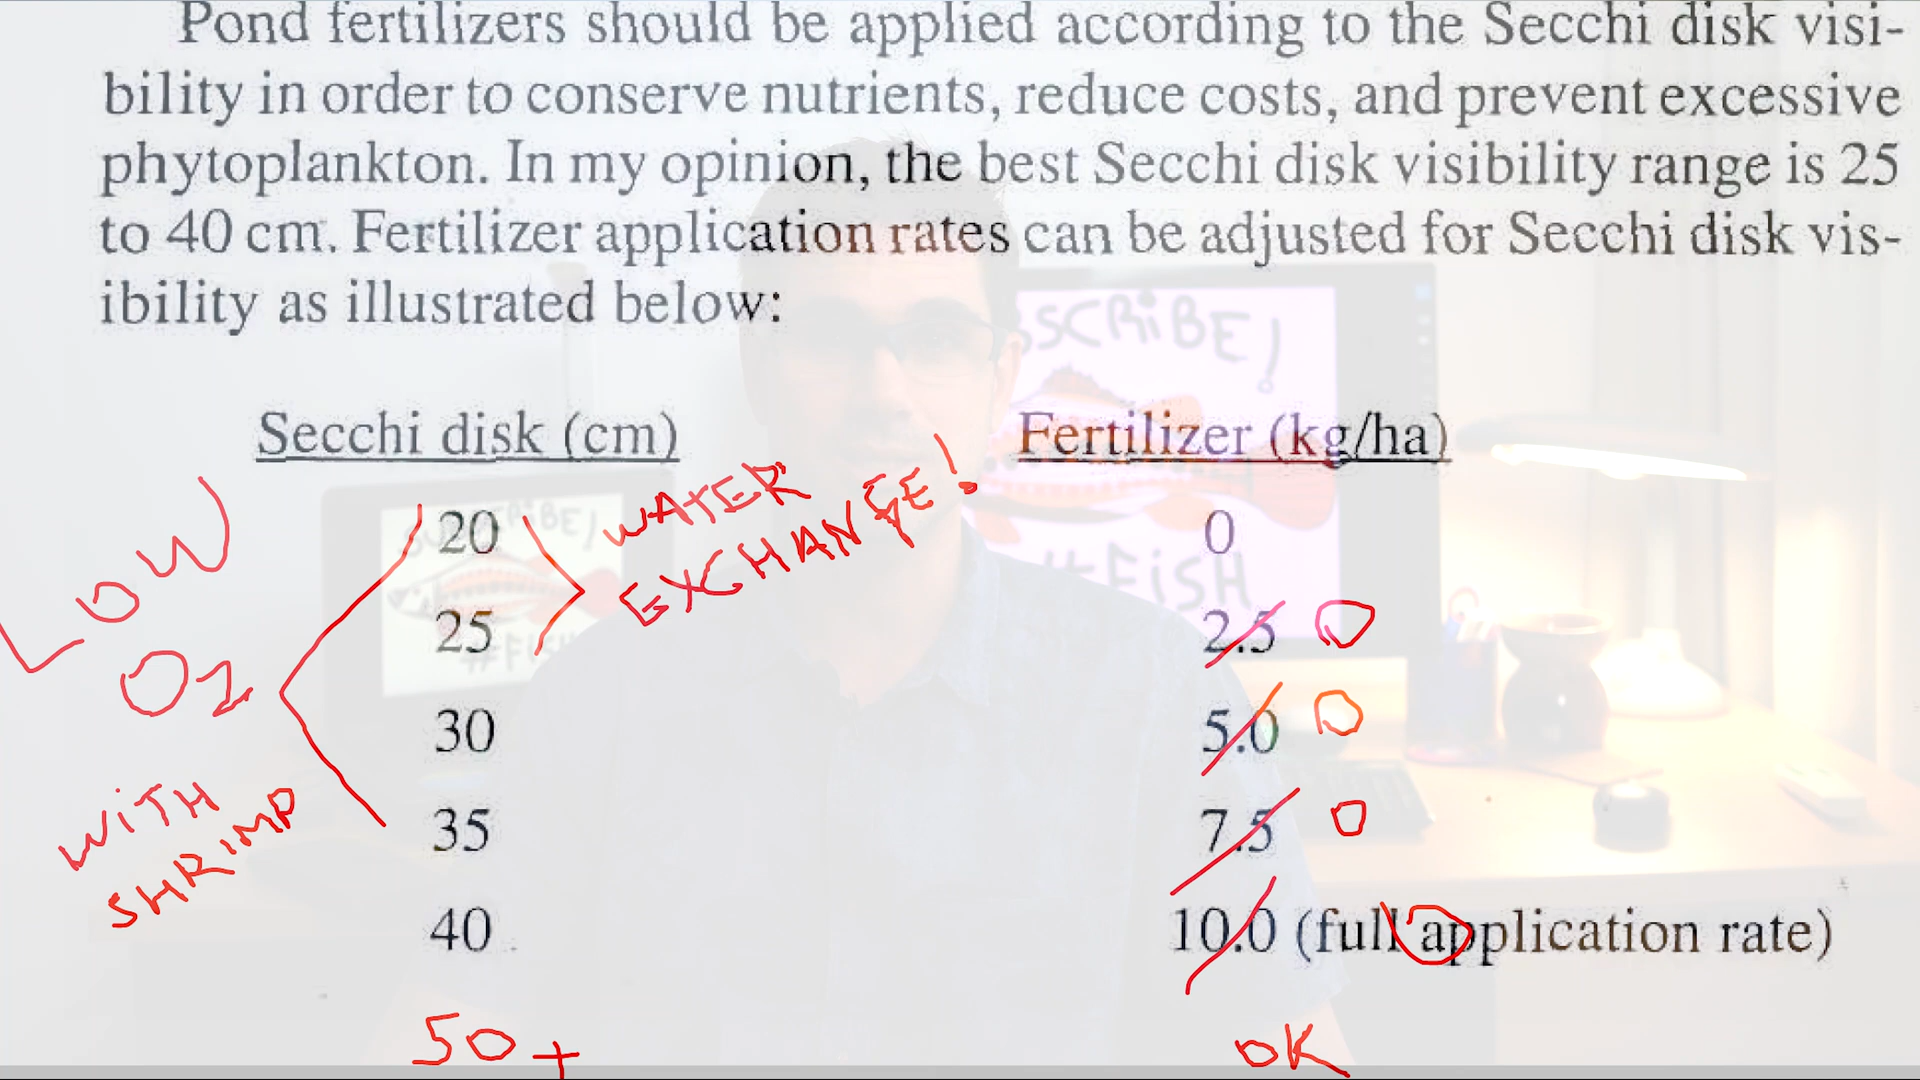 Pond fertilizers should be applied according to the Secchi disk visi-
bility in order to conserve nutrients, reduce costs, and prevent excessive
phytoplankton. In my opinion, the best Secchi disk visibility range is 25
to 40 cm. Fertilizer application rates can be adjusted for Secchi disk vis-
ibility as illustrated below:
Secchi disk (cm) Fertilizer (kg/ha)
20 0
25 2.5 0
30 5.0 0
35 7.5 0
40 10.0 (full application rate) 0
50+ OK
LOW
O2
WITH
SHRIMP
WATER
EXCHANGE!
SCRiBE!
#FiSH